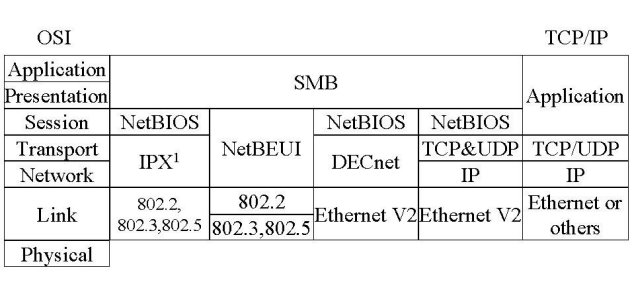 OSI TCP/IP
Application
SMB
Presentation
Application
Session NetBIOS NetBIOS NetBIOS
Transport IPX1 NetBEUI DECnet TCP&UDP TCP/UDP
Network IP IP
Link 802.2, 802.2 Ethernet V2 Ethernet V2 Ethernet or
802.3,802.5 802.3,802.5 others
Physical